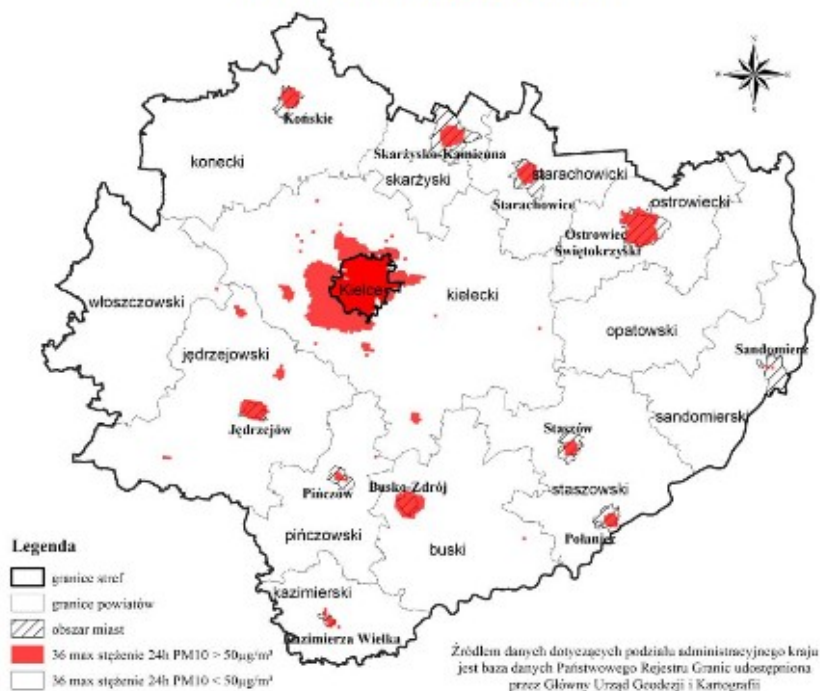 Końskie
Skarżysko-Kamienna
konecki
skarżyski
starachowicki
Starachowice
ostrowiecki
Ostrowiec
Świętokrzyski
Kielce
kielecki
włoszczowski
opatowski
jędrzejowski
Sandomierz
sandomierski
Jędrzejów
Staszów
Pińczów
Busko-Zdrój
staszowski
Połaniec
pińczowski
buski
kazimierski
Kazimierza Wielka
Legenda
granice stref
granice powiatów
obszar miast
36 max stężenie 24h PM10 > 50µg/m³
36 max stężenie 24h PM10 < 50µg/m³
Źródłem danych dotyczących podziału administracyjnego kraju
jest baza danych Państwowego Rejestru Granic udostępniona
przez Główny Urząd Geodezji i Kartografii